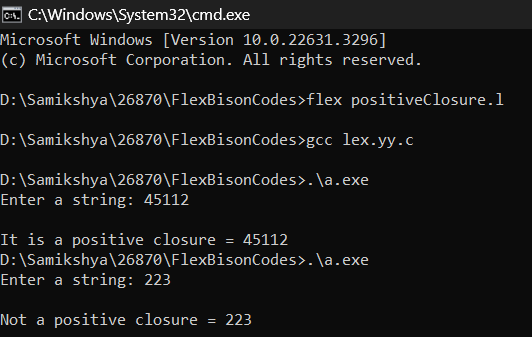 C:\Windows\System32\cmd.exe
Microsoft Windows [Version 10.0.22631.3296]
(c) Microsoft Corporation. All rights reserved.
D:\Samikshya\26870\FlexBisonCodes>flex positiveClosure.l
D:\Samikshya\26870\FlexBisonCodes>gcc lex.yy.c
D:\Samikshya\26870\FlexBisonCodes>.\a.exe
Enter a string: 45112
It is a positive closure = 45112
D:\Samikshya\26870\FlexBisonCodes>.\a.exe
Enter a string: 223
Not a positive closure = 223